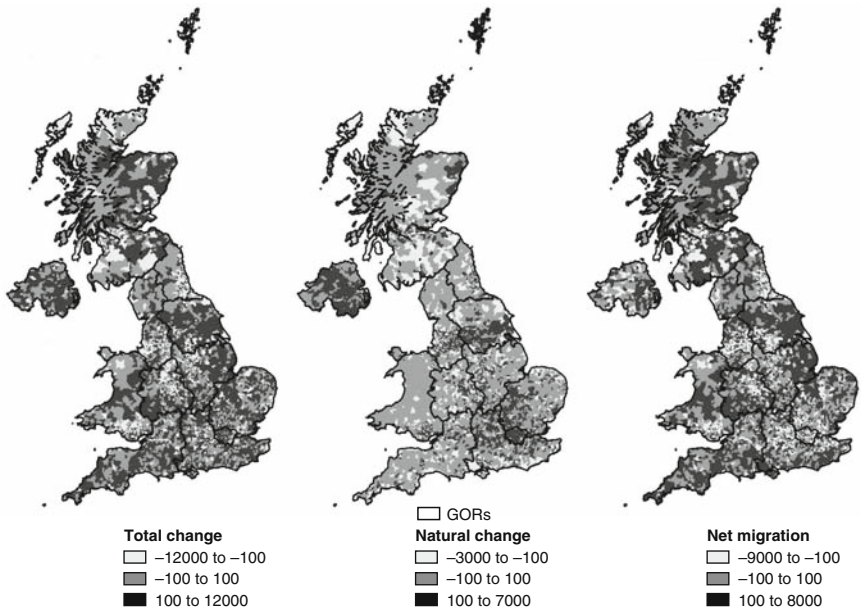 GORs
Total change
–12000 to –100
–100 to 100
100 to 12000
Natural change
–3000 to –100
–100 to 100
100 to 7000
Net migration
–9000 to –100
–100 to 100
100 to 8000